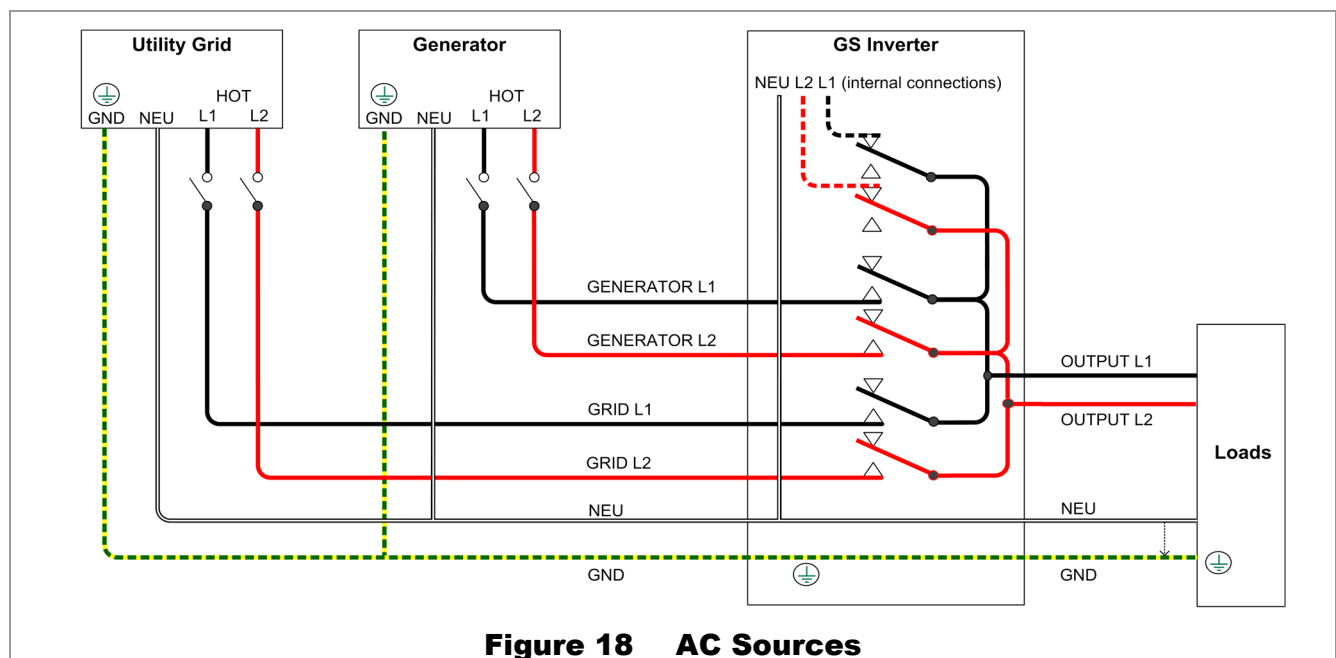 Utility Grid
HOT
GND NEU L1 L2
Generator
HOT
GND NEU L1 L2
GS Inverter
NEU L2 L1 (internal connections)
GENERATOR L1
GENERATOR L2
GRID L1
GRID L2
NEU
GND
OUTPUT L1
OUTPUT L2
NEU
GND
Loads
Figure 18 AC Sources